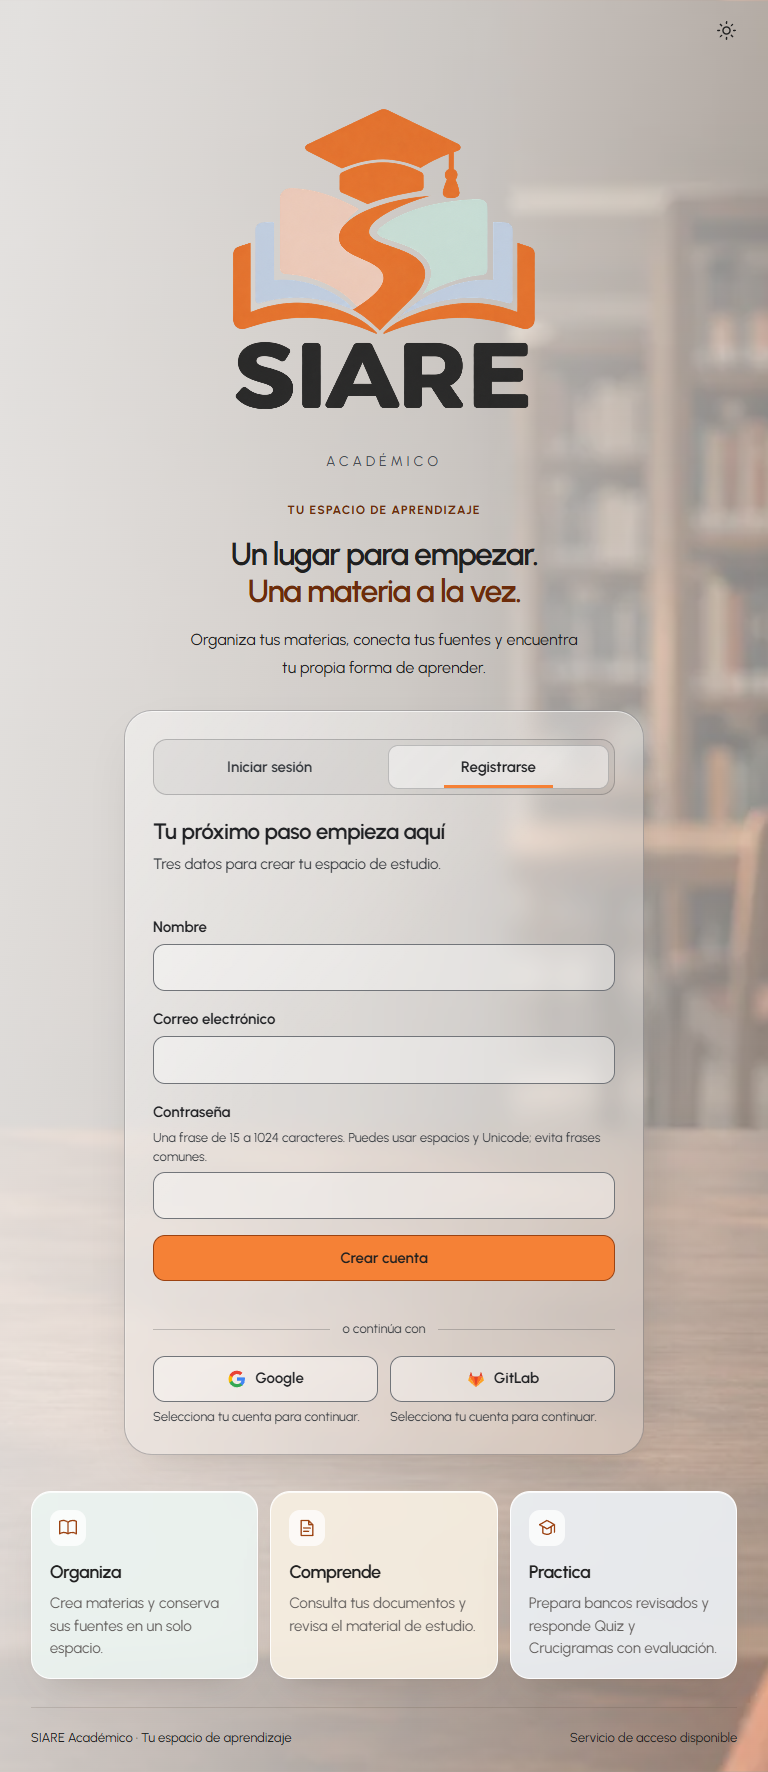 SIARE
ACADÉMICO
TU ESPACIO DE APRENDIZAJE
Un lugar para empezar.
Una materia a la vez.
Organiza tus materias, conecta tus fuentes y encuentra
tu propia forma de aprender.
Iniciar sesión
Registrarse
Tu próximo paso empieza aquí
Tres datos para crear tu espacio de estudio.
Nombre
Correo electrónico
Contraseña
Una frase de 15 a 1024 caracteres. Puedes usar espacios y Unicode; evita frases
comunes.
Crear cuenta
o continúa con
Google
GitLab
Selecciona tu cuenta para continuar.
Selecciona tu cuenta para continuar.
Organiza
Crea materias y conserva
sus fuentes en un solo
espacio.
Comprende
Consulta tus documentos y
revisa el material de estudio.
Practica
Prepara bancos revisados y
responde Quiz y
Crucigramas con evaluación.
SIARE Académico · Tu espacio de aprendizaje
Servicio de acceso disponible